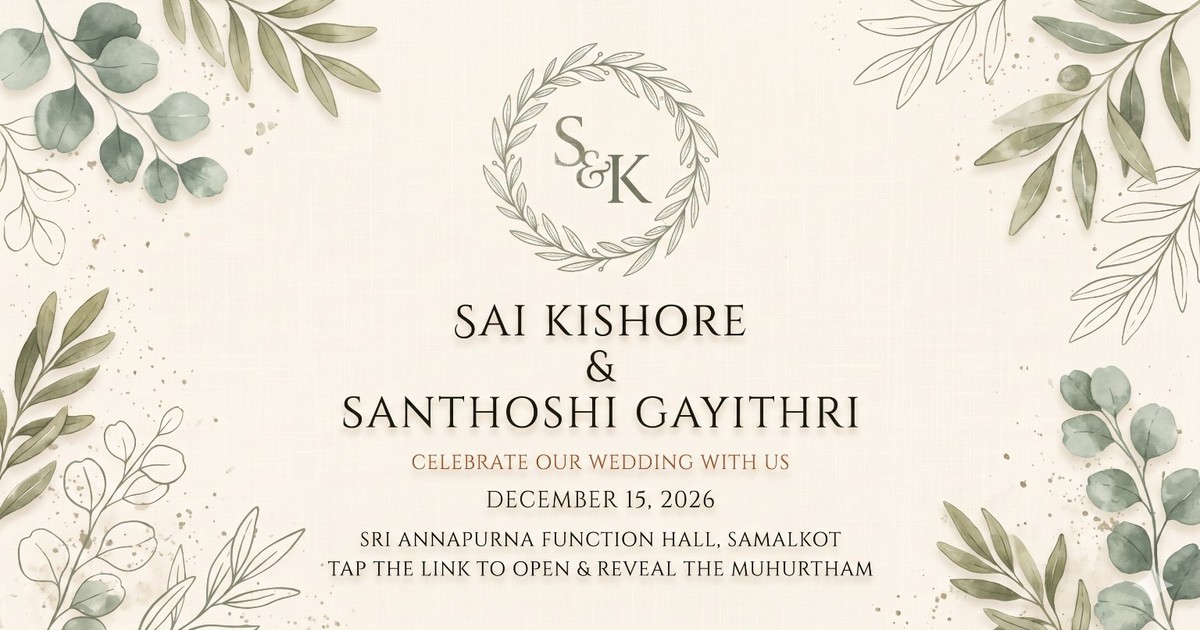 S&K
SAI KISHORE
&
SANTHOSHI GAYITHRI
CELEBRATE OUR WEDDING WITH US
DECEMBER 15, 2026
SRI ANNAPURNA FUNCTION HALL, SAMALKOT
TAP THE LINK TO OPEN & REVEAL THE MUHURTHAM